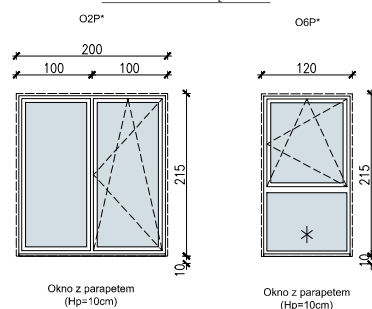 O2P*
200
100
100
215
10
Okno z parapetem
(Hp=10cm)
O6P*
120
215
10
Okno z parapetem
(Hp=10cm)